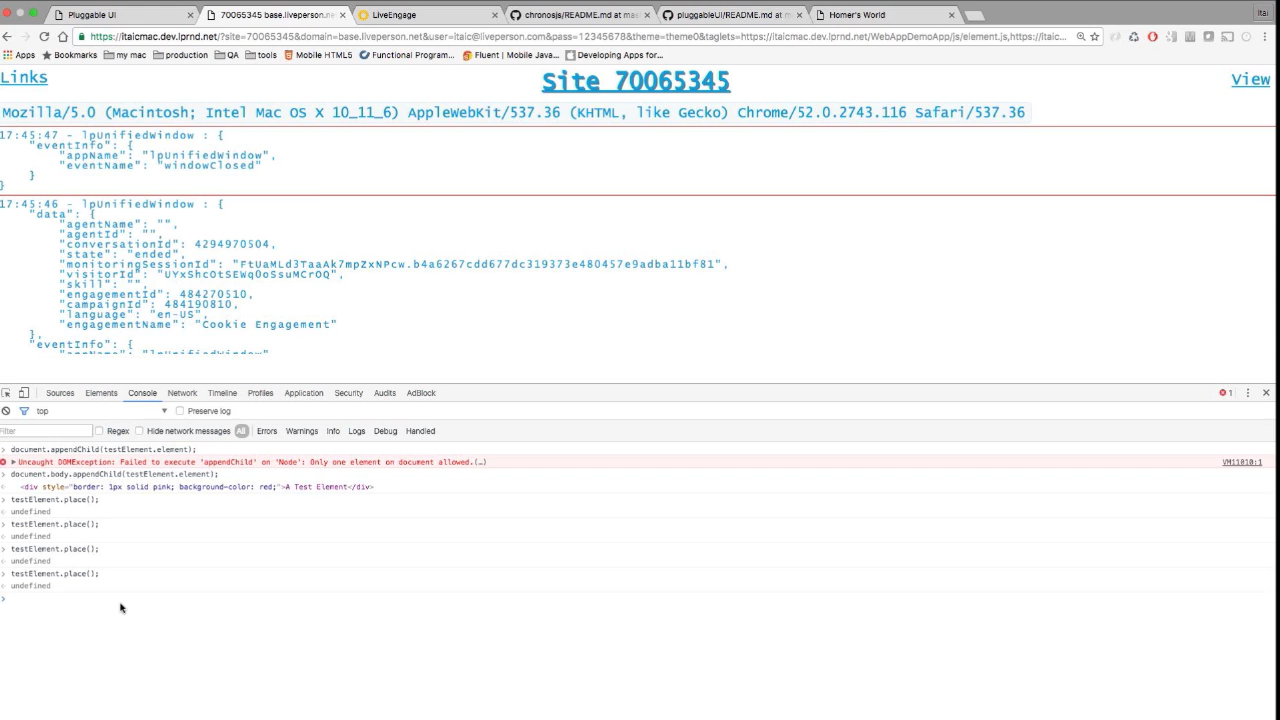 Pluggable UI
70065345 base.liveperson.ne
LiveEngage
chronosjs/README.md at mas
pluggableUI/README.md at m
Homer's World
Itai
https://itaicmac.dev.lprnd.net/?site=70065345&domain=base.liveperson.net&user=itaic@liveperson.com&pass=12345678&theme=theme0&taglets=https://itaicmac.dev.lprnd.net/WebAppDemoApp/js/element.js,https://itaic...
Apps Bookmarks my mac production QA tools Mobile HTML5 Functional Program... Fluent | Mozilla Devel... Developing Apps for...
Links
Site 70065345
View
Mozilla/5.0 (Macintosh; Intel Mac OS X 10_11_6) AppleWebKit/537.36 (KHTML, like Gecko) Chrome/52.0.2743.116 Safari/537.36
17:45:47 - lpUnifiedWindow : {
"eventInfo": {
"appName": "lpUnifiedWindow",
"eventName": "windowClosed"
}
}
17:45:46 - lpUnifiedWindow : {
"data": {
"agentName": "",
"agentId": "",
"conversationId": 4294970504,
"state": "ended",
"monitoringSessionId": "FtUaMLd3TaaAk7mpZxNPcw.b4a6267cdd677dc319373e480457e9adba11bf81",
"visitorId": "UYxShcOtSEWq0oSsuMCrOQ",
"skill": "",
"engagementId": 484270510,
"campaignId": 484190810,
"language": "en-US",
"engagementName": "Cookie Engagement"
},
"eventInfo": {
"appName": "lpUnifiedWindow"
Sources Elements Console Network Timeline Profiles Application Security Audits AdBlock
1
top
Preserve log
Filter
Regex
Hide network messages
All Errors Warnings Info Logs Debug Handled
document.appendChild(testElement.element);
Uncaught DOMException: Failed to execute 'appendChild' on 'Node': Only one element on document allowed.(…)
VM11010:1
document.body.appendChild(testElement.element);
<div style="border: 1px solid pink; background-color: red;">A Test Element</div>
testElement.place();
undefined
testElement.place();
undefined
testElement.place();
undefined
testElement.place();
undefined